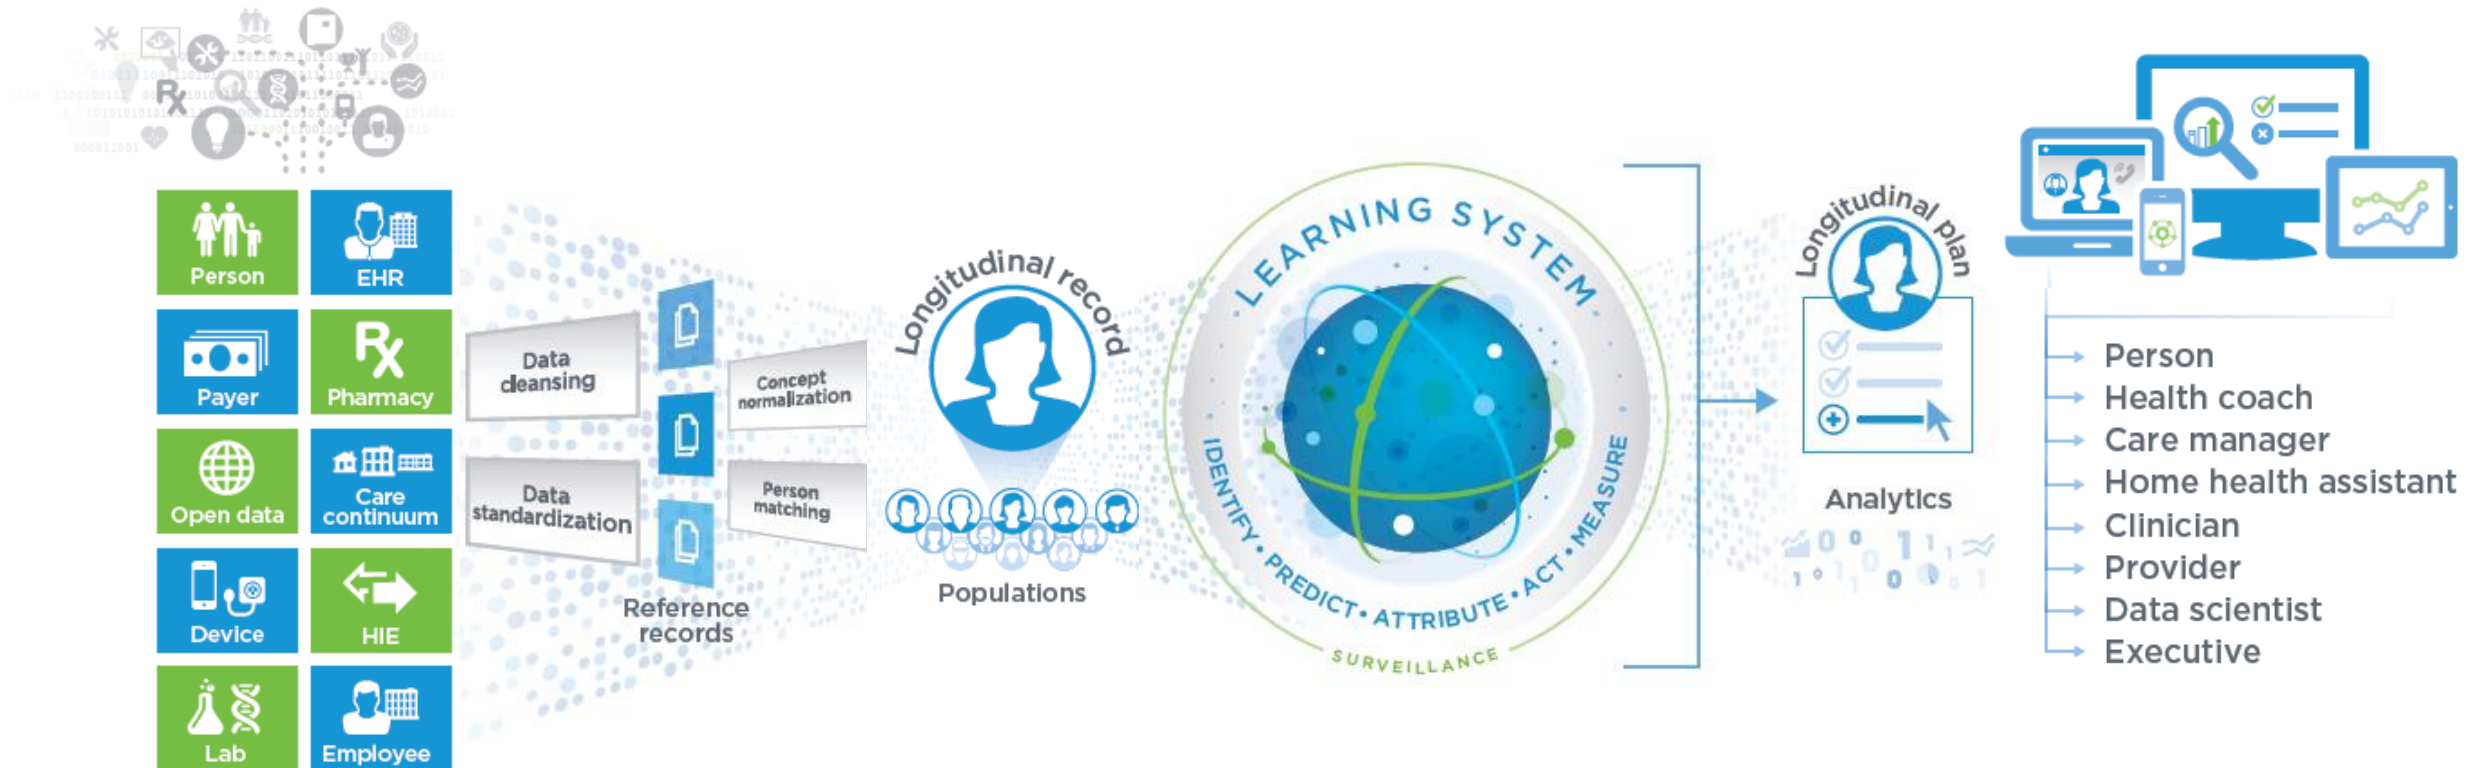 Person
EHR
Payer
Rx
Pharmacy
Open data
Care
continuum
Device
HIE
Lab
Employee
Data
cleansing
Data
standardization
Reference
records
Concept
normalization
Person
matching
Longitudinal record
Populations
LEARNING SYSTEM
IDENTIFY • PREDICT • ATTRIBUTE • ACT • MEASURE
SURVEILLANCE
Longitudinal plan
Analytics
Person
Health coach
Care manager
Home health assistant
Clinician
Provider
Data scientist
Executive